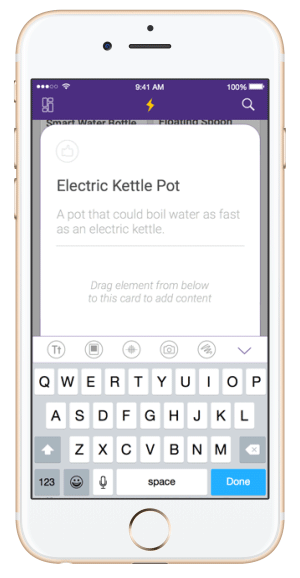 9:41 AM 100%
Smart Water Bottle Floating Spoon
Electric Kettle Pot
A pot that could boil water as fast
as an electric kettle.
Drag element from below
to this card to add content
Tt
Q W E R T Y U I O P
A S D F G H J K L
Z X C V B N M
123 space Done